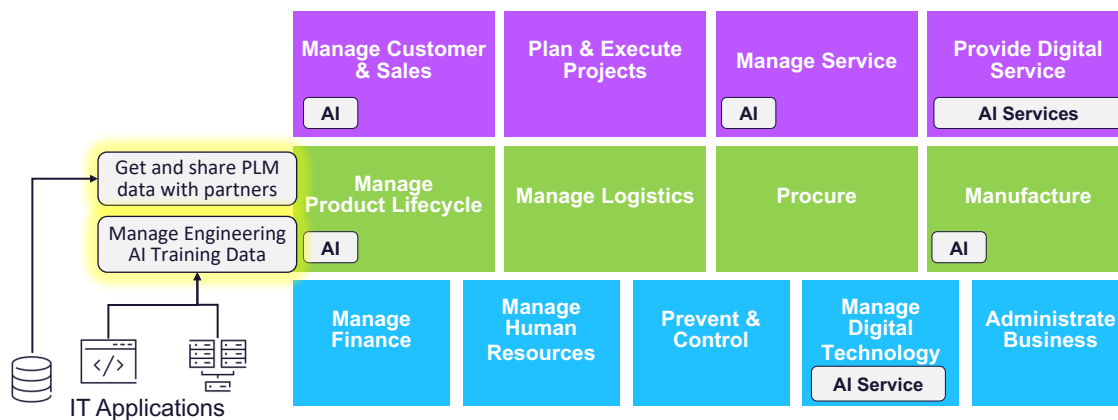 Manage Customer
& Sales
AI
Plan & Execute
Projects
Manage Service
AI
Provide Digital
Service
AI Services
Get and share PLM
data with partners
Manage Engineering
AI Training Data
Manage
Product Lifecycle
AI
Manage Logistics
Procure
Manufacture
AI
Manage
Finance
Manage
Human
Resources
Prevent &
Control
Manage
Digital
Technology
AI Service
Administrate
Business
</>
IT Applications